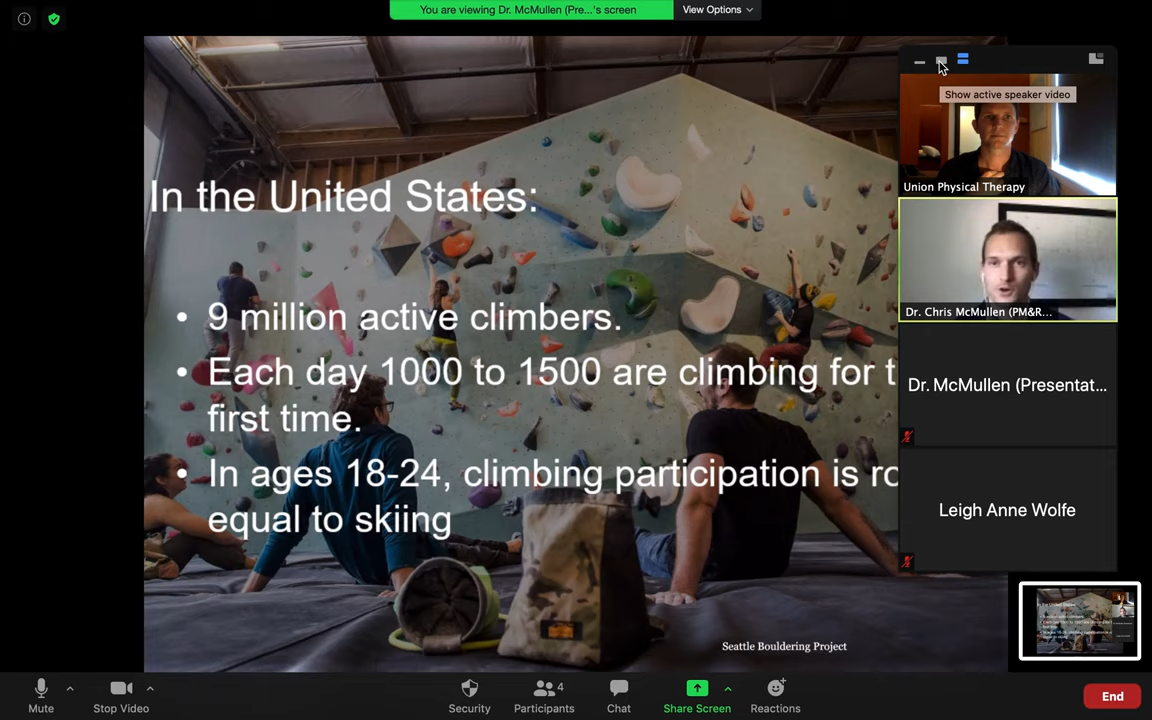 You are viewing Dr. McMullen (Pre...'s screen
View Options
Show active speaker video
Union Physical Therapy
In the United States:
Dr. Chris McMullen (PM&R...
• 9 million active climbers.
• Each day 1000 to 1500 are climbing for t
first time.
Dr. McMullen (Presentat...
• In ages 18-24, climbing participation is ro
equal to skiing
Leigh Anne Wolfe
Seattle Bouldering Project
Mute
Stop Video
Security
Participants
4
Chat
Share Screen
Reactions
End